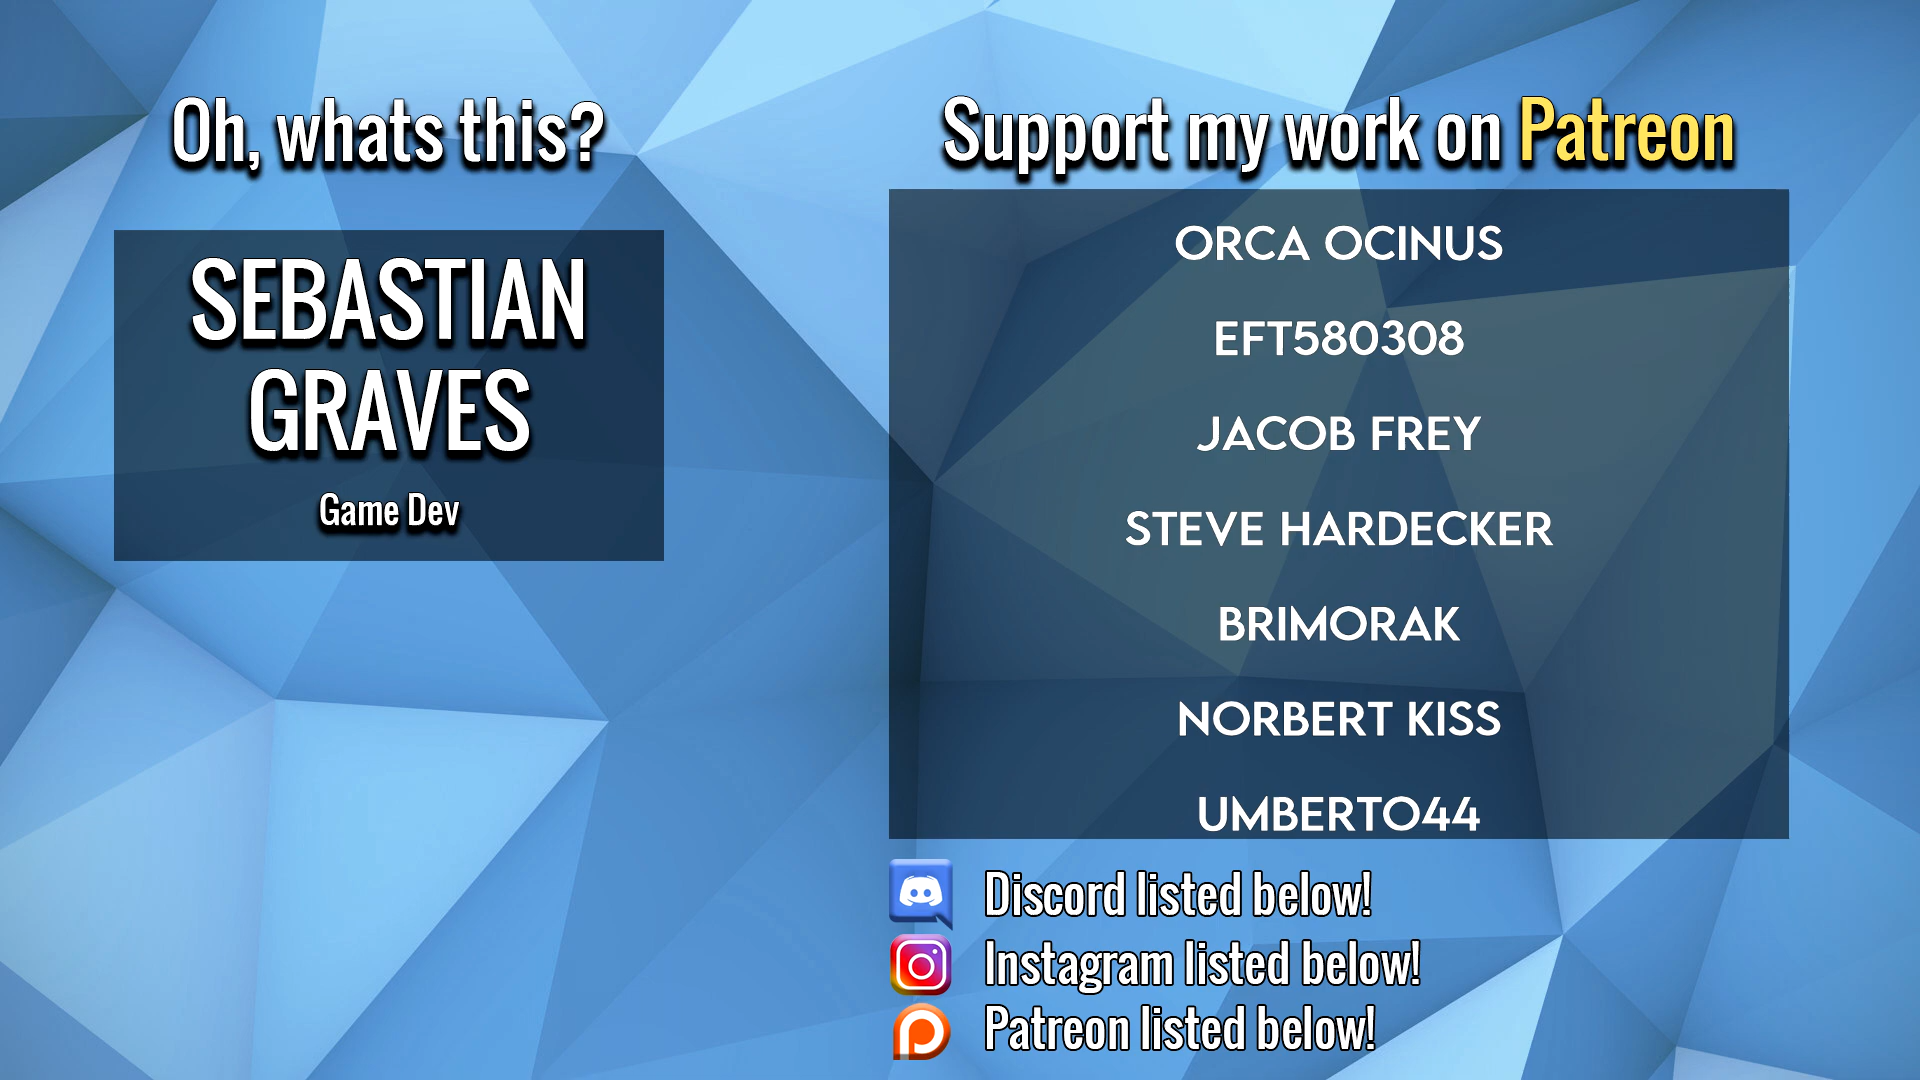 Oh, whats this?
SEBASTIAN
GRAVES
Game Dev
Support my work on Patreon
ORCA OCINUS
EFT580308
JACOB FREY
STEVE HARDECKER
BRIMORAK
NORBERT KISS
UMBERTO44
Discord listed below!
Instagram listed below!
Patreon listed below!